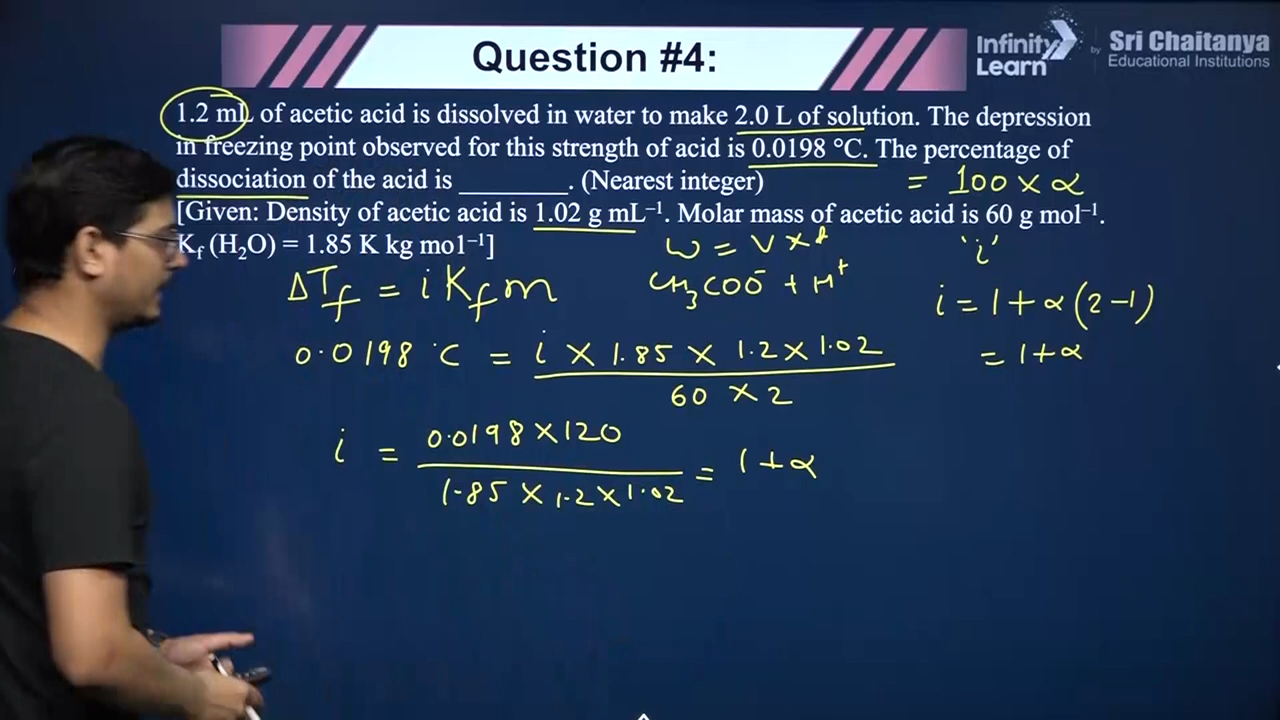 Question #4:
Infinity Learn by Sri Chaitanya Educational Institutions
1.2 mL of acetic acid is dissolved in water to make 2.0 L of solution. The depression
in freezing point observed for this strength of acid is 0.0198 °C. The percentage of
dissociation of the acid is ________. (Nearest integer)
= 100 × α
[Given: Density of acetic acid is 1.02 g mL⁻¹. Molar mass of acetic acid is 60 g mol⁻¹.
K_f (H₂O) = 1.85 K kg mol⁻¹]
w = V × d
'i'
ΔT_f = i K_f m
CH₃COO⁻ + H⁺
i = 1 + α (2-1)
0.0198 °C = i × 1.85 × 1.2 × 1.02
60 × 2
= 1 + α
i = 0.0198 × 120
1.85 × 1.2 × 1.02
= 1 + α